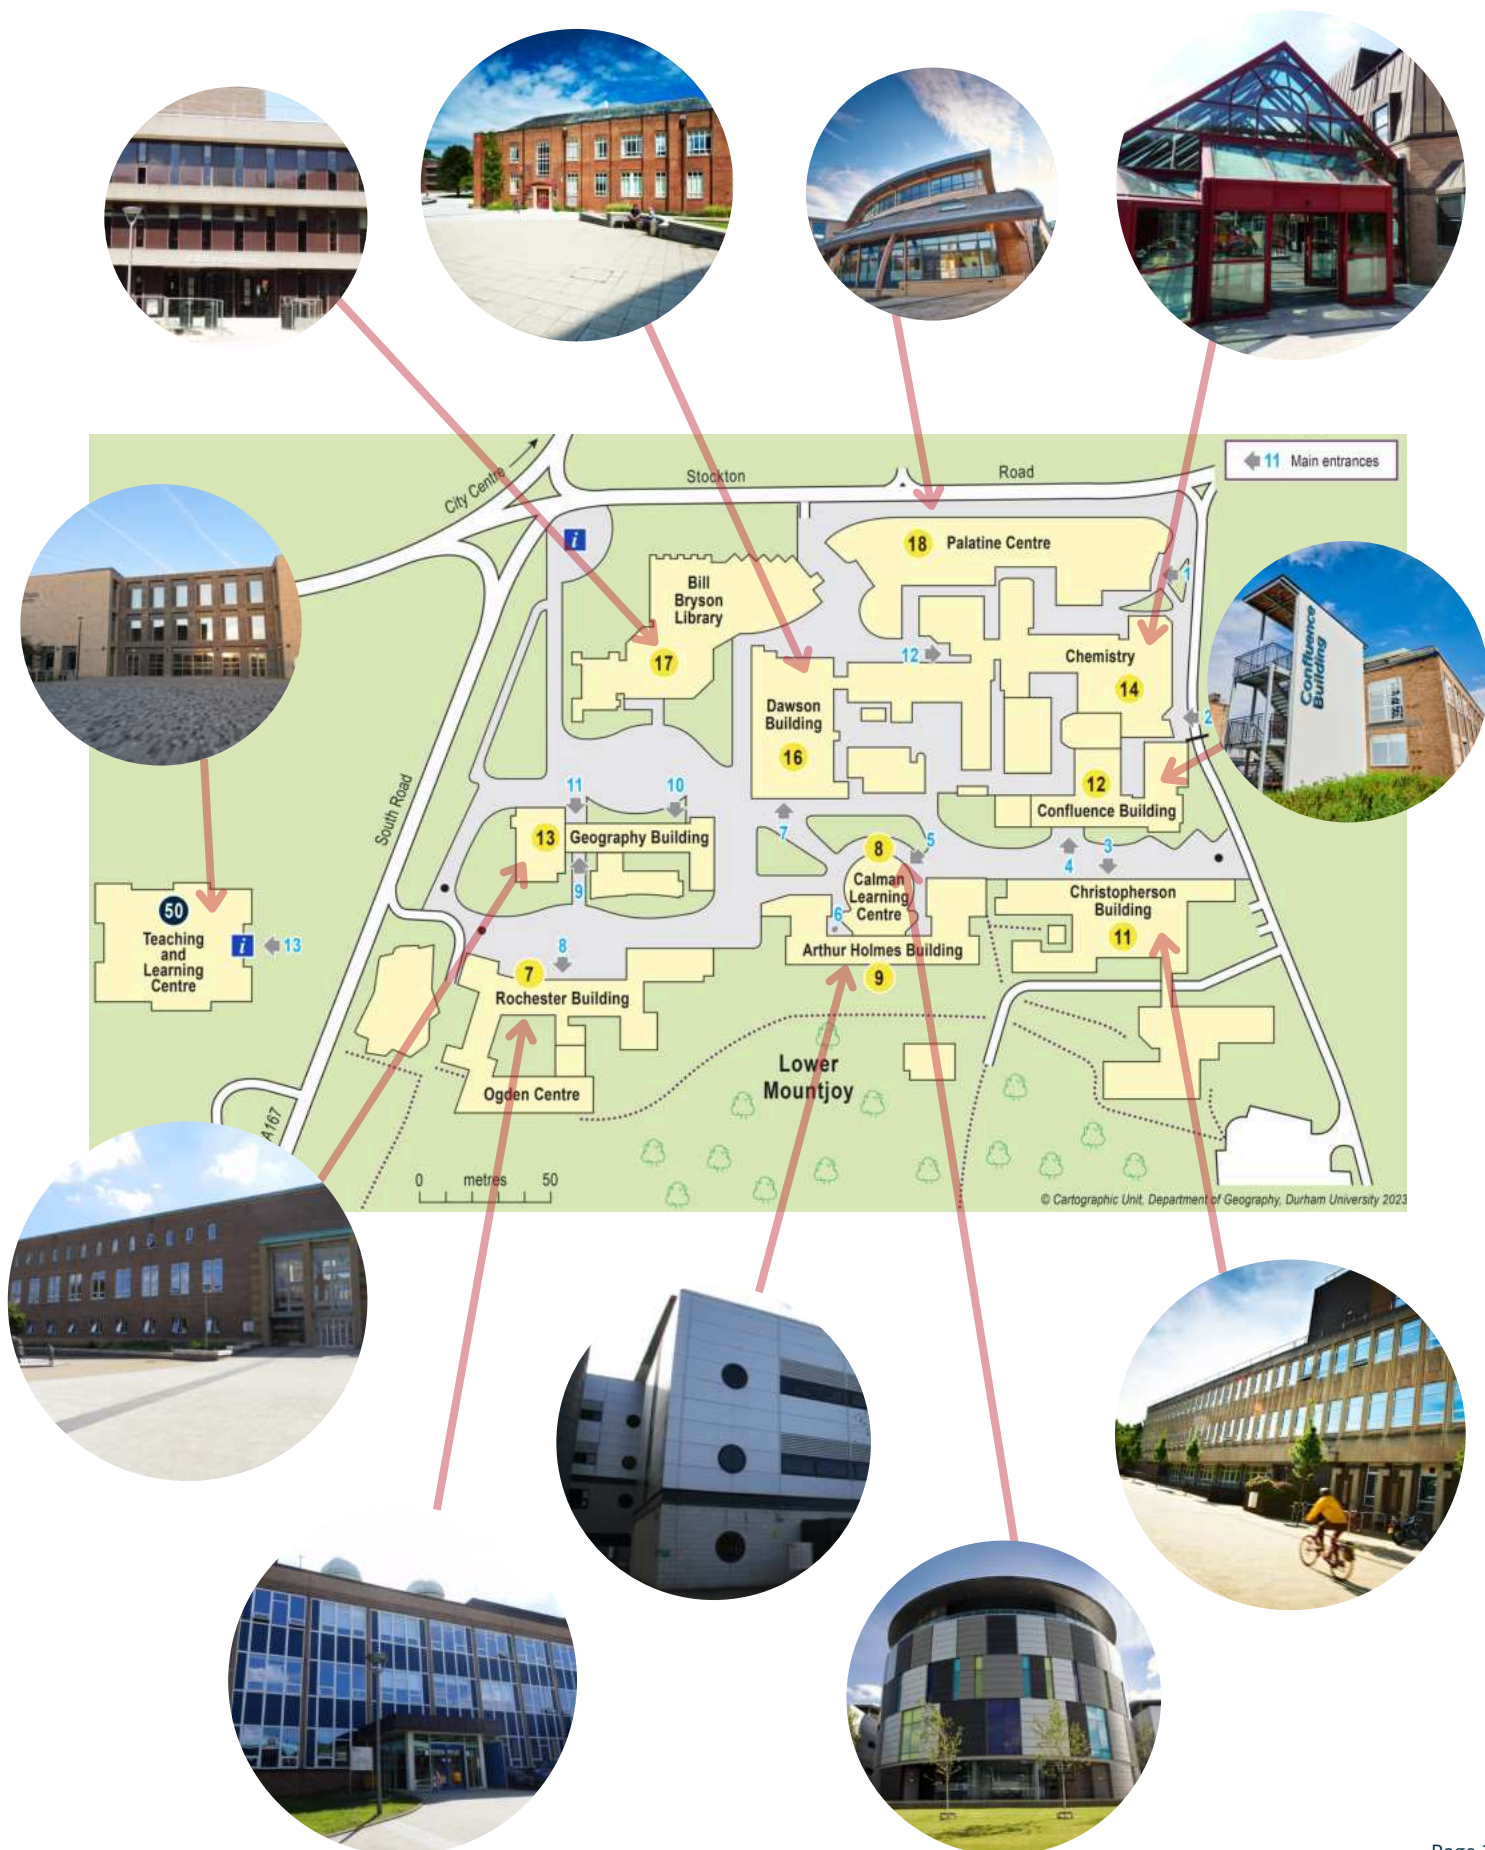 City Centre
Stockton
Road
11 Main entrances
i
18 Palatine Centre
1
Bill
Bryson
Library
17
12
Chemistry
14
2
Confluence
Building
Dawson
Building
16
South Road
11
10
12
Confluence Building
13 Geography Building
7
8
5
4
3
9
Calman
Learning
Centre
6
Christopherson
Building
11
50
Teaching
and
Learning
Centre
i
13
8
Arthur Holmes Building
9
7
Rochester Building
Ogden Centre
Lower
Mountjoy
A167
0 metres 50
© Cartographic Unit, Department of Geography, Durham University 2023